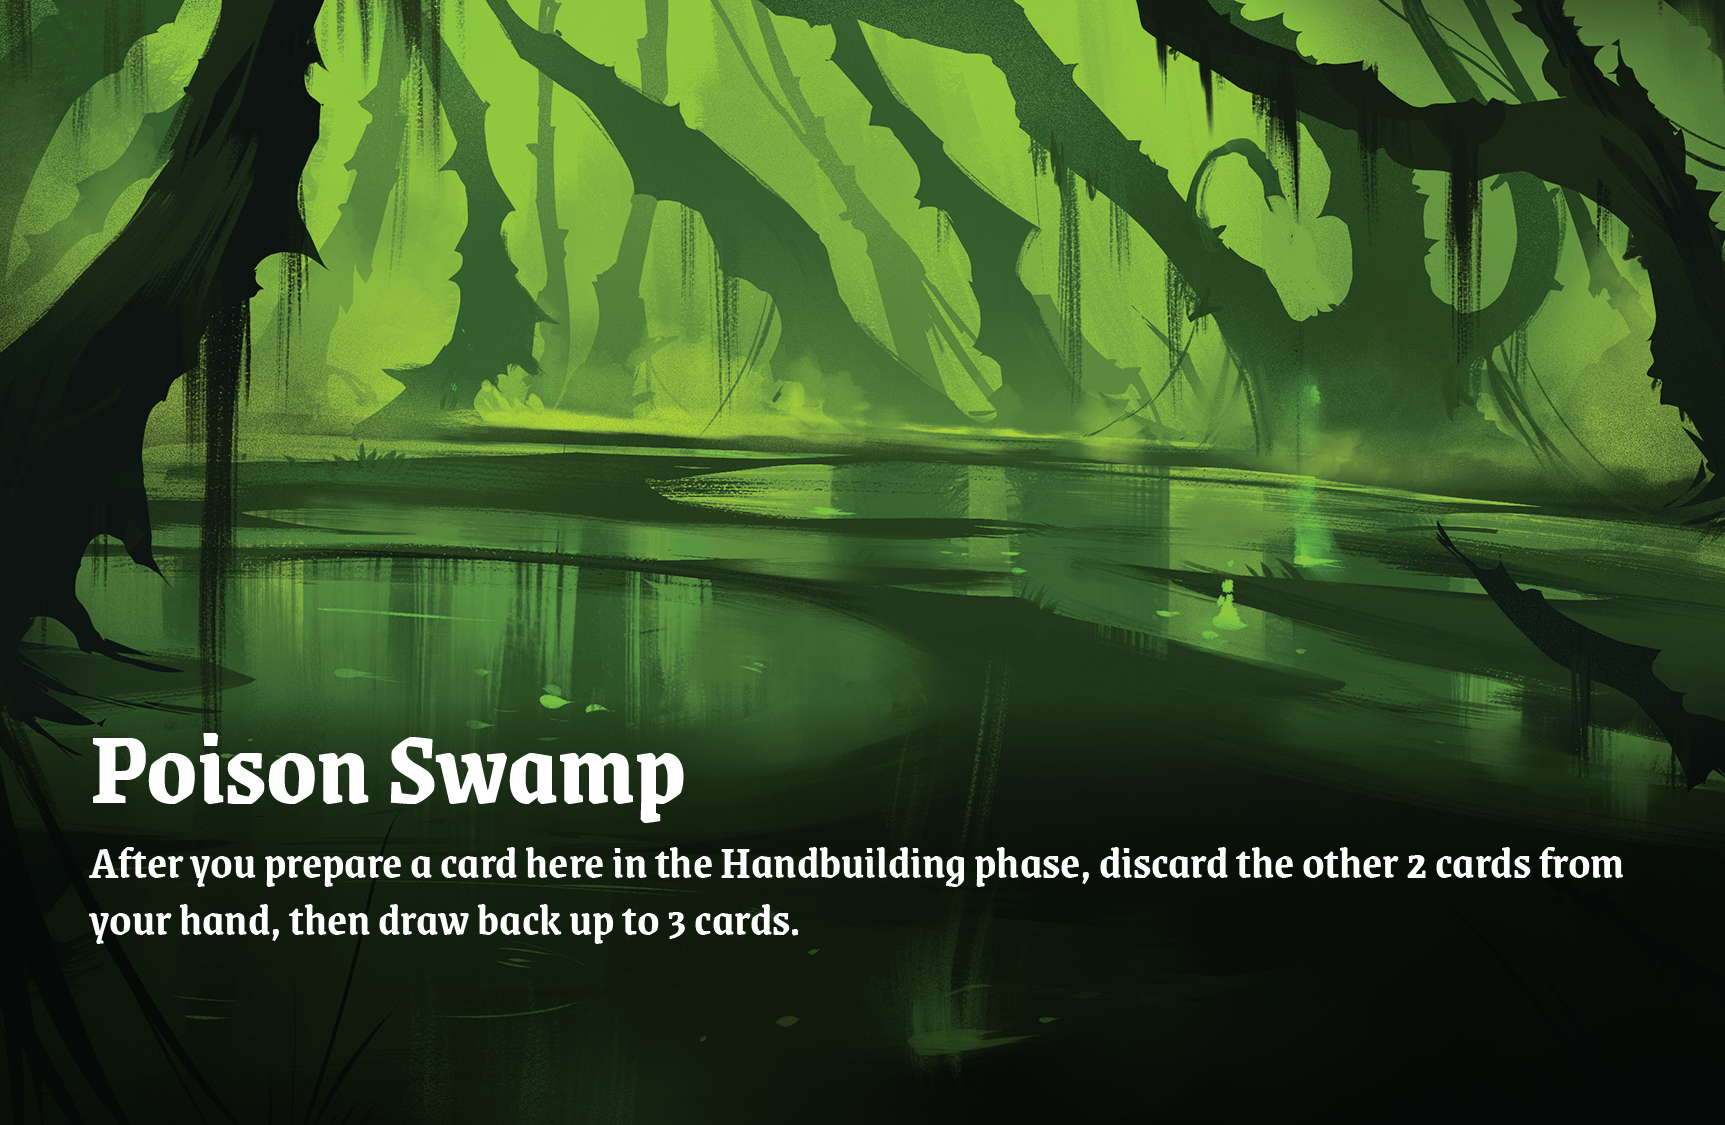 Poison Swamp
After you prepare a card here in the Handbuilding phase, discard the other 2 cards from
your hand, then draw back up to 3 cards.